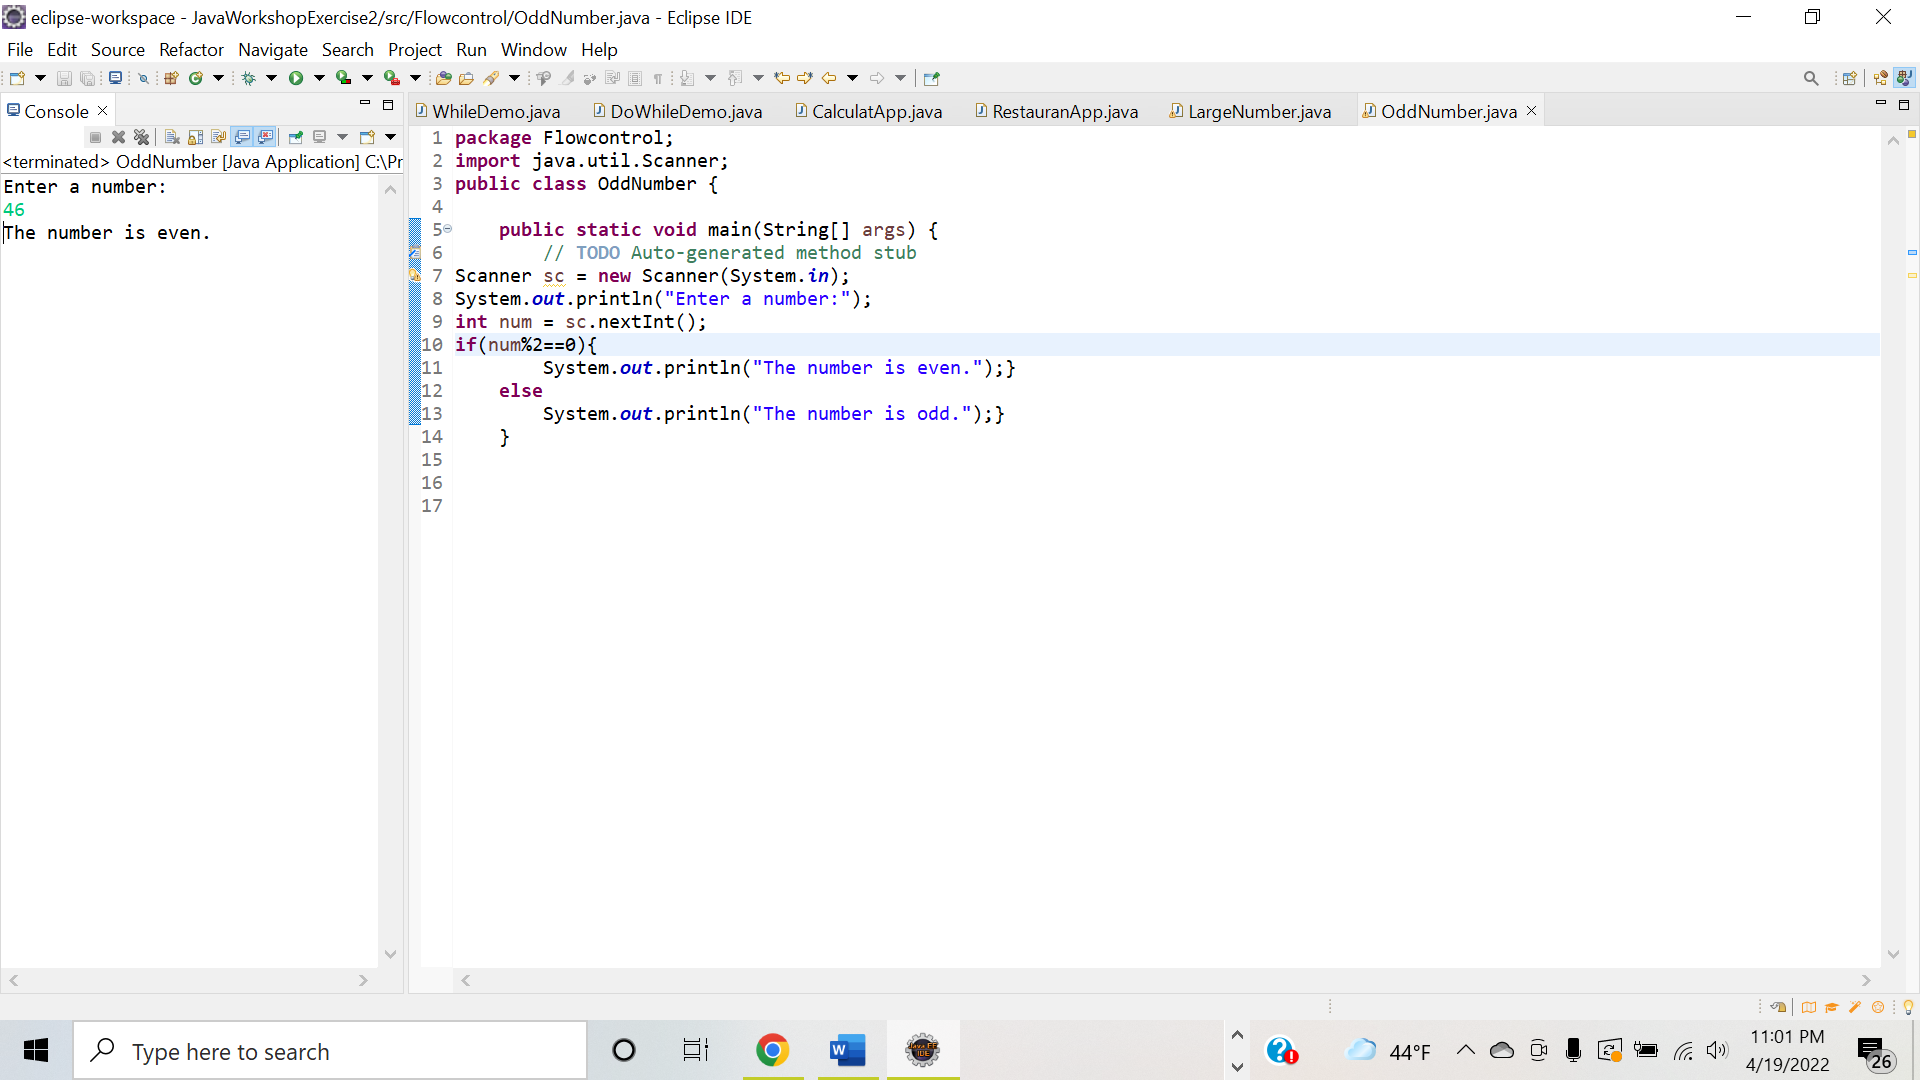 eclipse-workspace - JavaWorkshopExercise2/src/Flowcontrol/OddNumber.java - Eclipse IDE
File Edit Source Refactor Navigate Search Project Run Window Help
Console
<terminated> OddNumber [Java Application] C:\Pr
Enter a number:
46
The number is even.
WhileDemo.java DoWhileDemo.java CalculatApp.java RestauranApp.java LargeNumber.java OddNumber.java
1 package Flowcontrol;
2 import java.util.Scanner;
3 public class OddNumber {
4
5 public static void main(String[] args) {
6 // TODO Auto-generated method stub
7 Scanner sc = new Scanner(System.in);
8 System.out.println("Enter a number:");
9 int num = sc.nextInt();
10 if(num%2==0){
11 System.out.println("The number is even.");}
12 else
13 System.out.println("The number is odd.");}
14 }
15
16
17
Type here to search
44°F
11:01 PM
4/19/2022
26